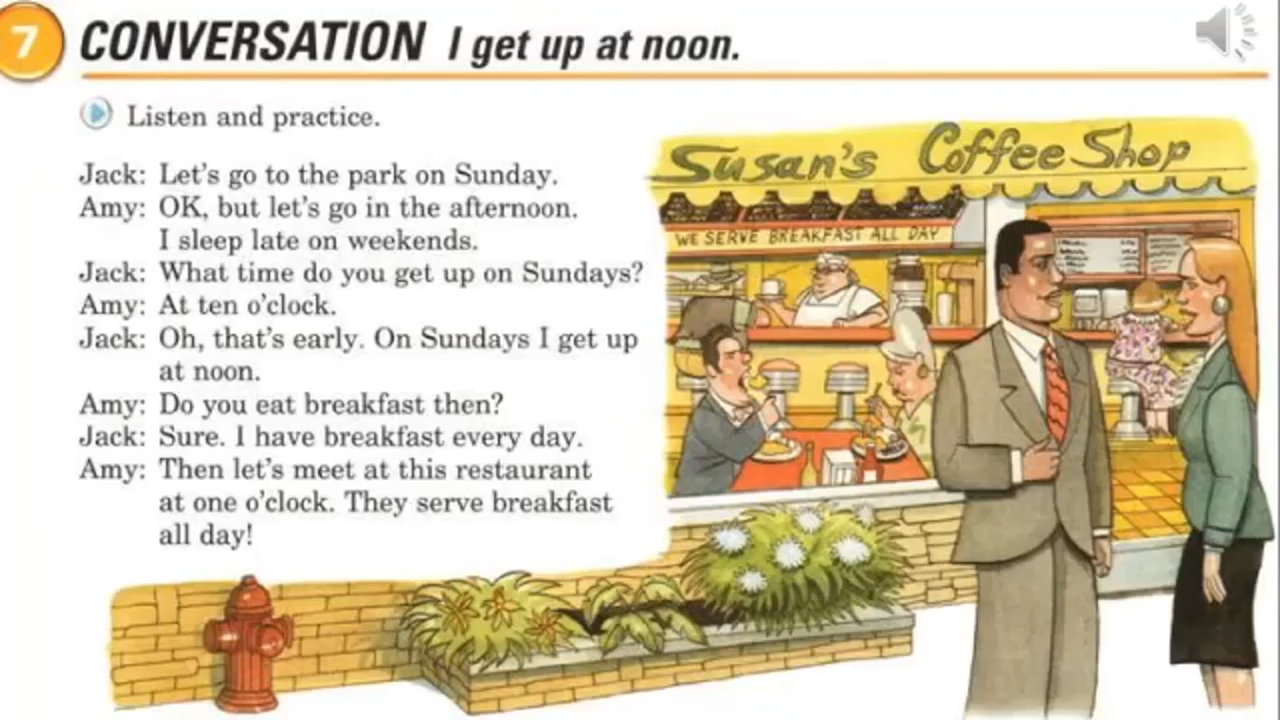 7 CONVERSATION I get up at noon.
Listen and practice.
Jack: Let's go to the park on Sunday.
Amy: OK, but let's go in the afternoon.
I sleep late on weekends.
Jack: What time do you get up on Sundays?
Amy: At ten o'clock.
Jack: Oh, that's early. On Sundays I get up
at noon.
Amy: Do you eat breakfast then?
Jack: Sure. I have breakfast every day.
Amy: Then let's meet at this restaurant
at one o'clock. They serve breakfast
all day!
Susan's Coffee Shop
WE SERVE BREAKFAST ALL DAY